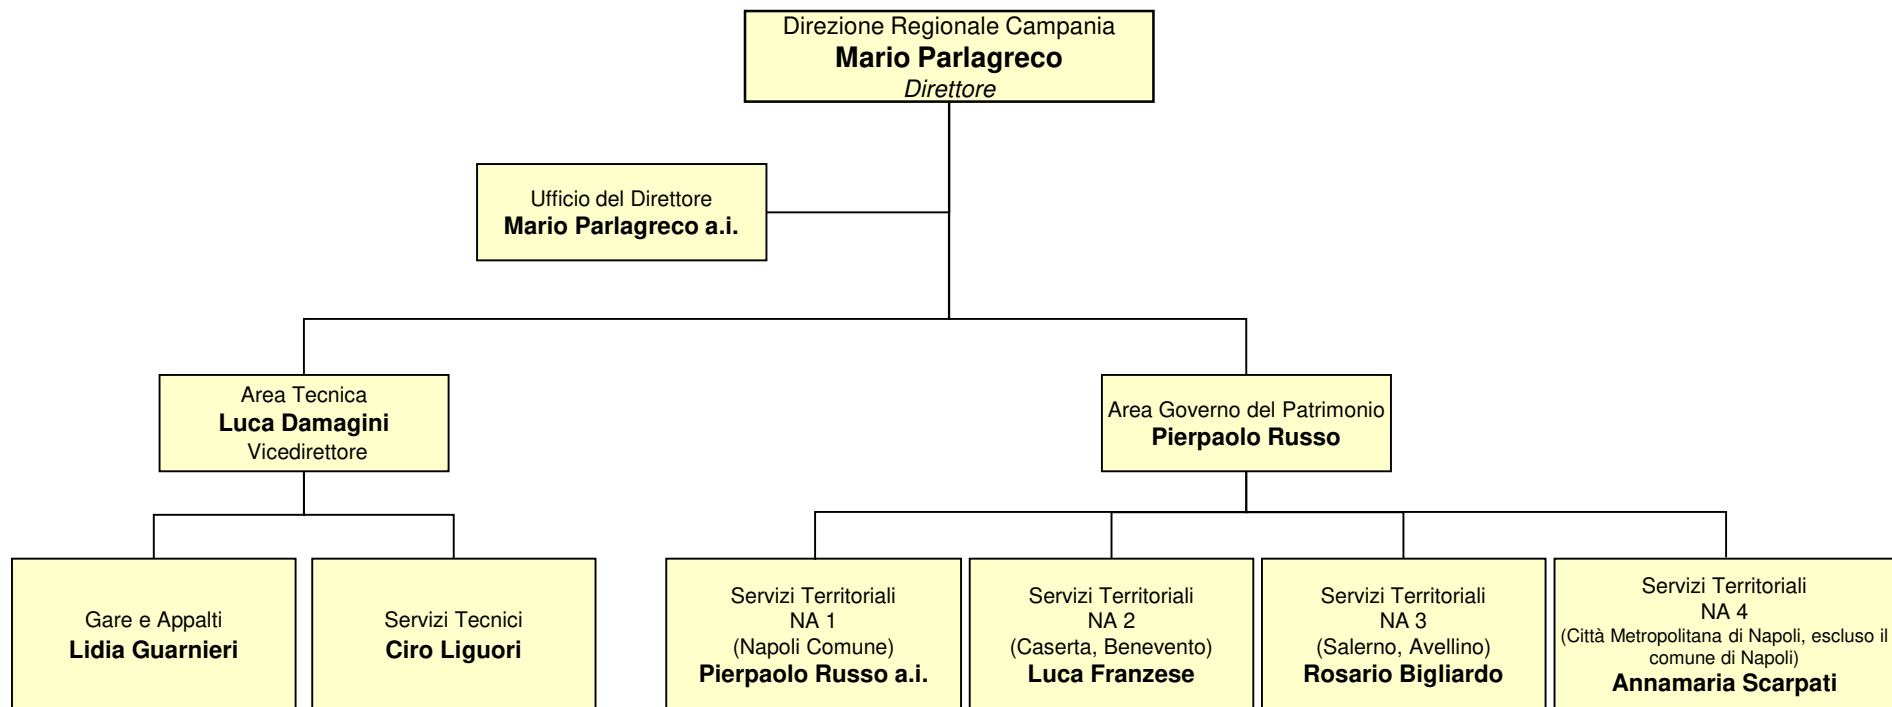 Direzione Regionale Campania
Mario Parlagreco
Direttore
Ufficio del Direttore
Mario Parlagreco a.i.
Area Tecnica
Luca Damagini
Vicedirettore
Area Governo del Patrimonio
Pierpaolo Russo
Gare e Appalti
Lidia Guarnieri
Servizi Tecnici
Ciro Liguori
Servizi Territoriali
NA 1
(Napoli Comune)
Pierpaolo Russo a.i.
Servizi Territoriali
NA 2
(Caserta, Benevento)
Luca Franzese
Servizi Territoriali
NA 3
(Salerno, Avellino)
Rosario Bigliardo
Servizi Territoriali
NA 4
(Città Metropolitana di Napoli, escluso il
comune di Napoli)
Annamaria Scarpati